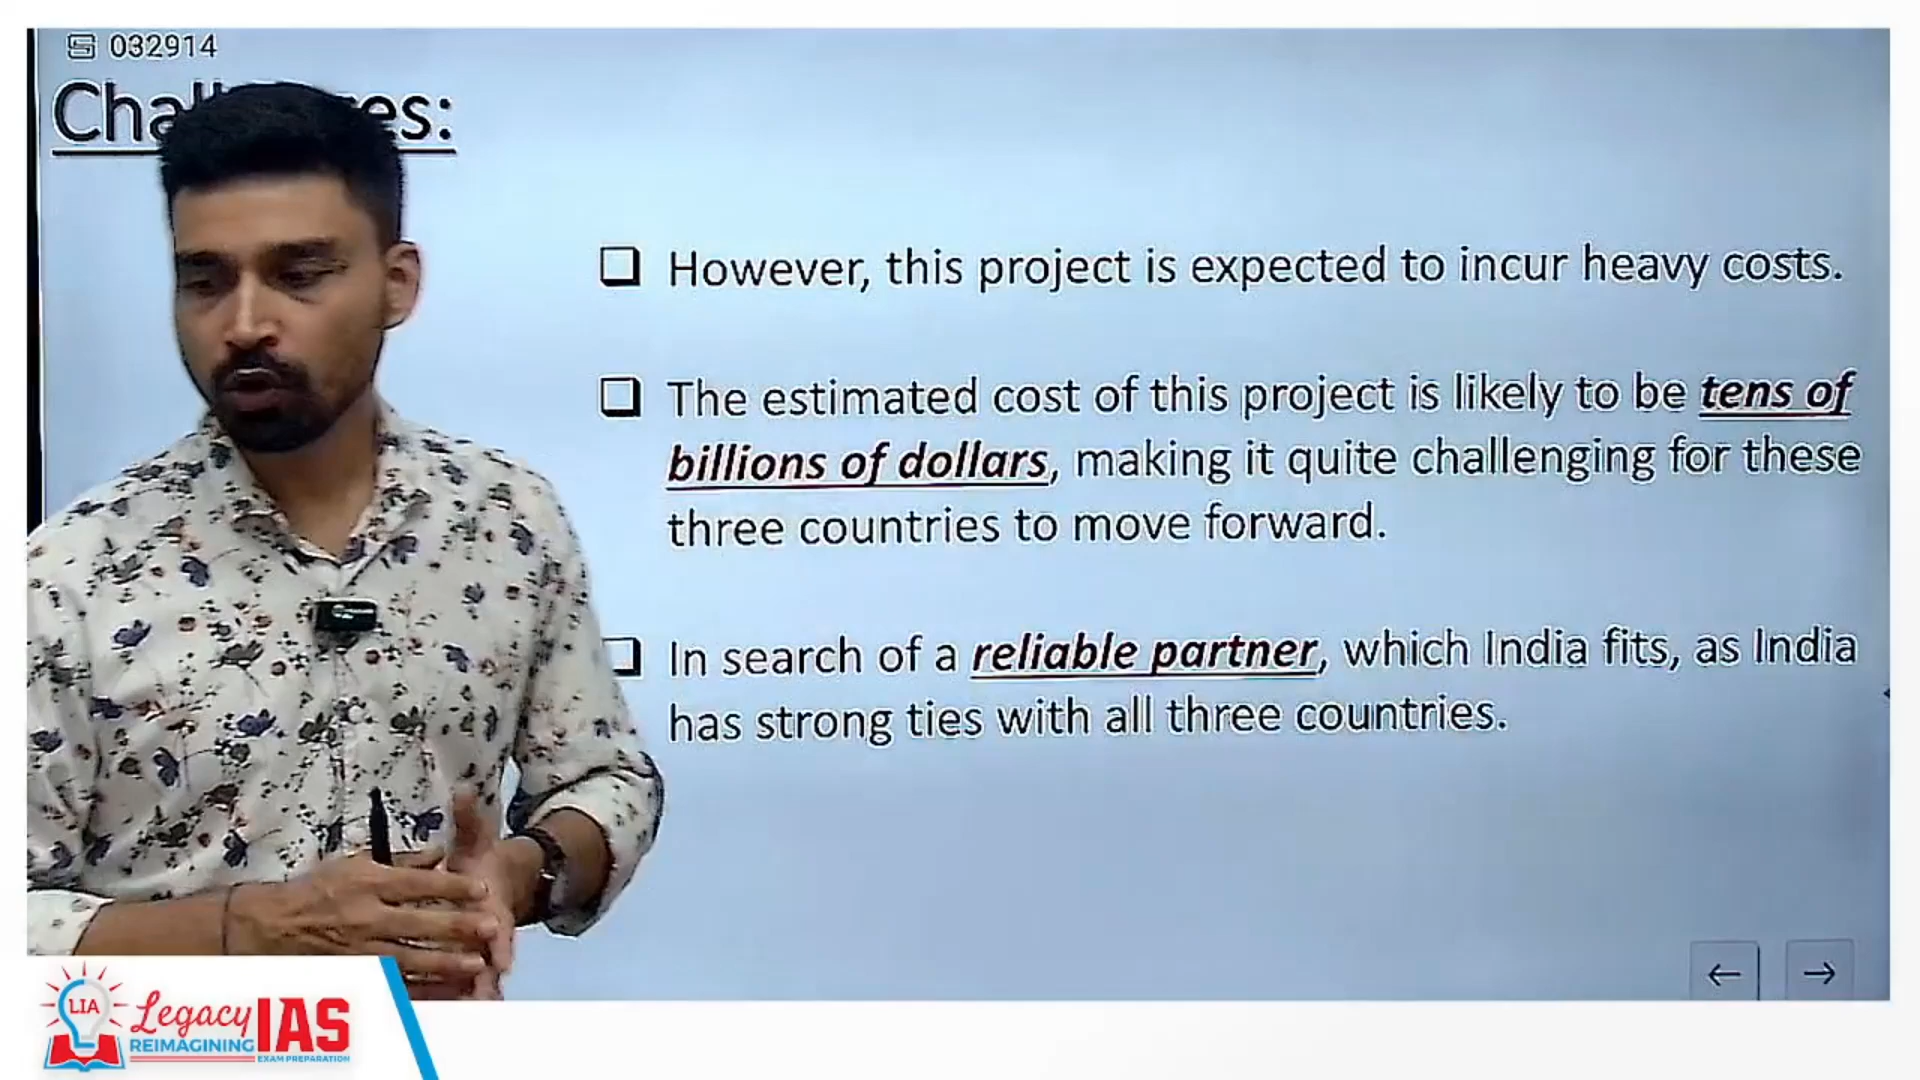 032914
However, this project is expected to incur heavy costs.
The estimated cost of this project is likely to be tens of
billions of dollars, making it quite challenging for these
three countries to move forward.
In search of a reliable partner, which India fits, as India
has strong ties with all three countries.
LIA
Legacy IAS
REIMAGINING
EXAM PREPARATION